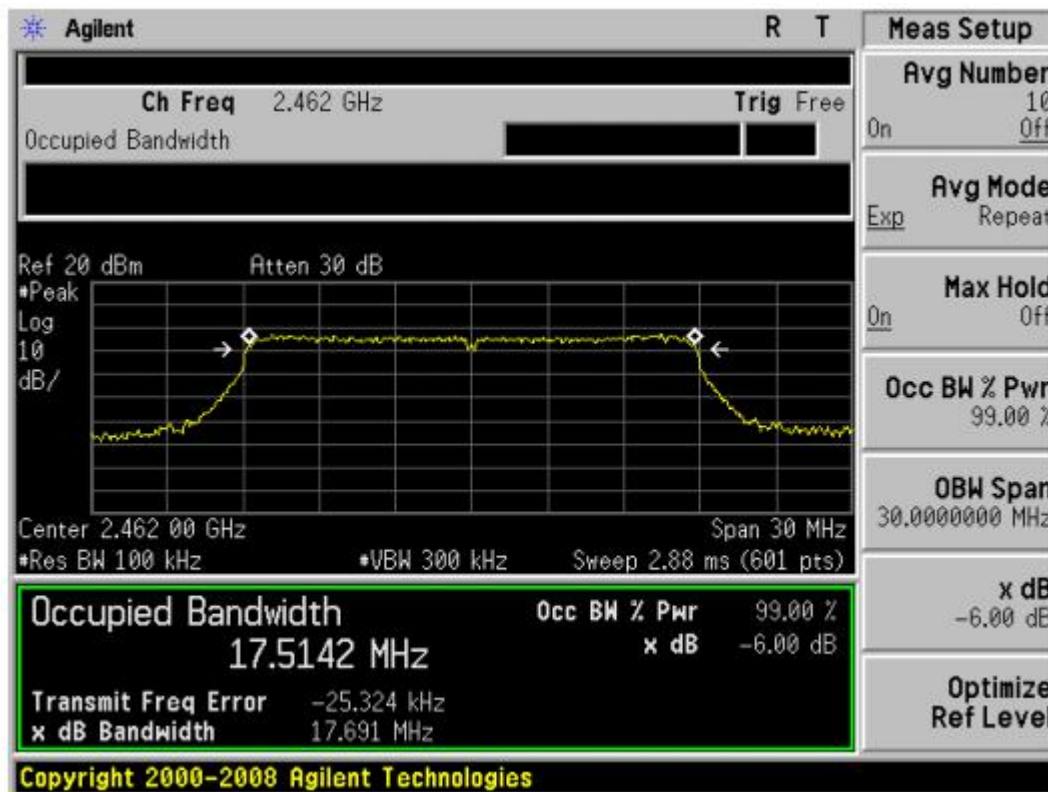 Agilent R T Meas Setup
Avg Number
10
On Off
Ch Freq 2.462 GHz Trig Free
Occupied Bandwidth
Avg Mode
Exp Repeat
Ref 20 dBm Atten 30 dB
#Peak
Log
10
dB/
Max Hold
On Off
Occ BW % Pwr
99.00 %
OBW Span
30.0000000 MHz
Center 2.462 00 GHz Span 30 MHz
#Res BW 100 kHz #VBW 300 kHz Sweep 2.88 ms (601 pts)
Occupied Bandwidth Occ BW % Pwr 99.00 %
17.5142 MHz x dB -6.00 dB
Transmit Freq Error -25.324 kHz
x dB Bandwidth 17.691 MHz
x dB
-6.00 dB
Optimize
Ref Level
Copyright 2000-2008 Agilent Technologies